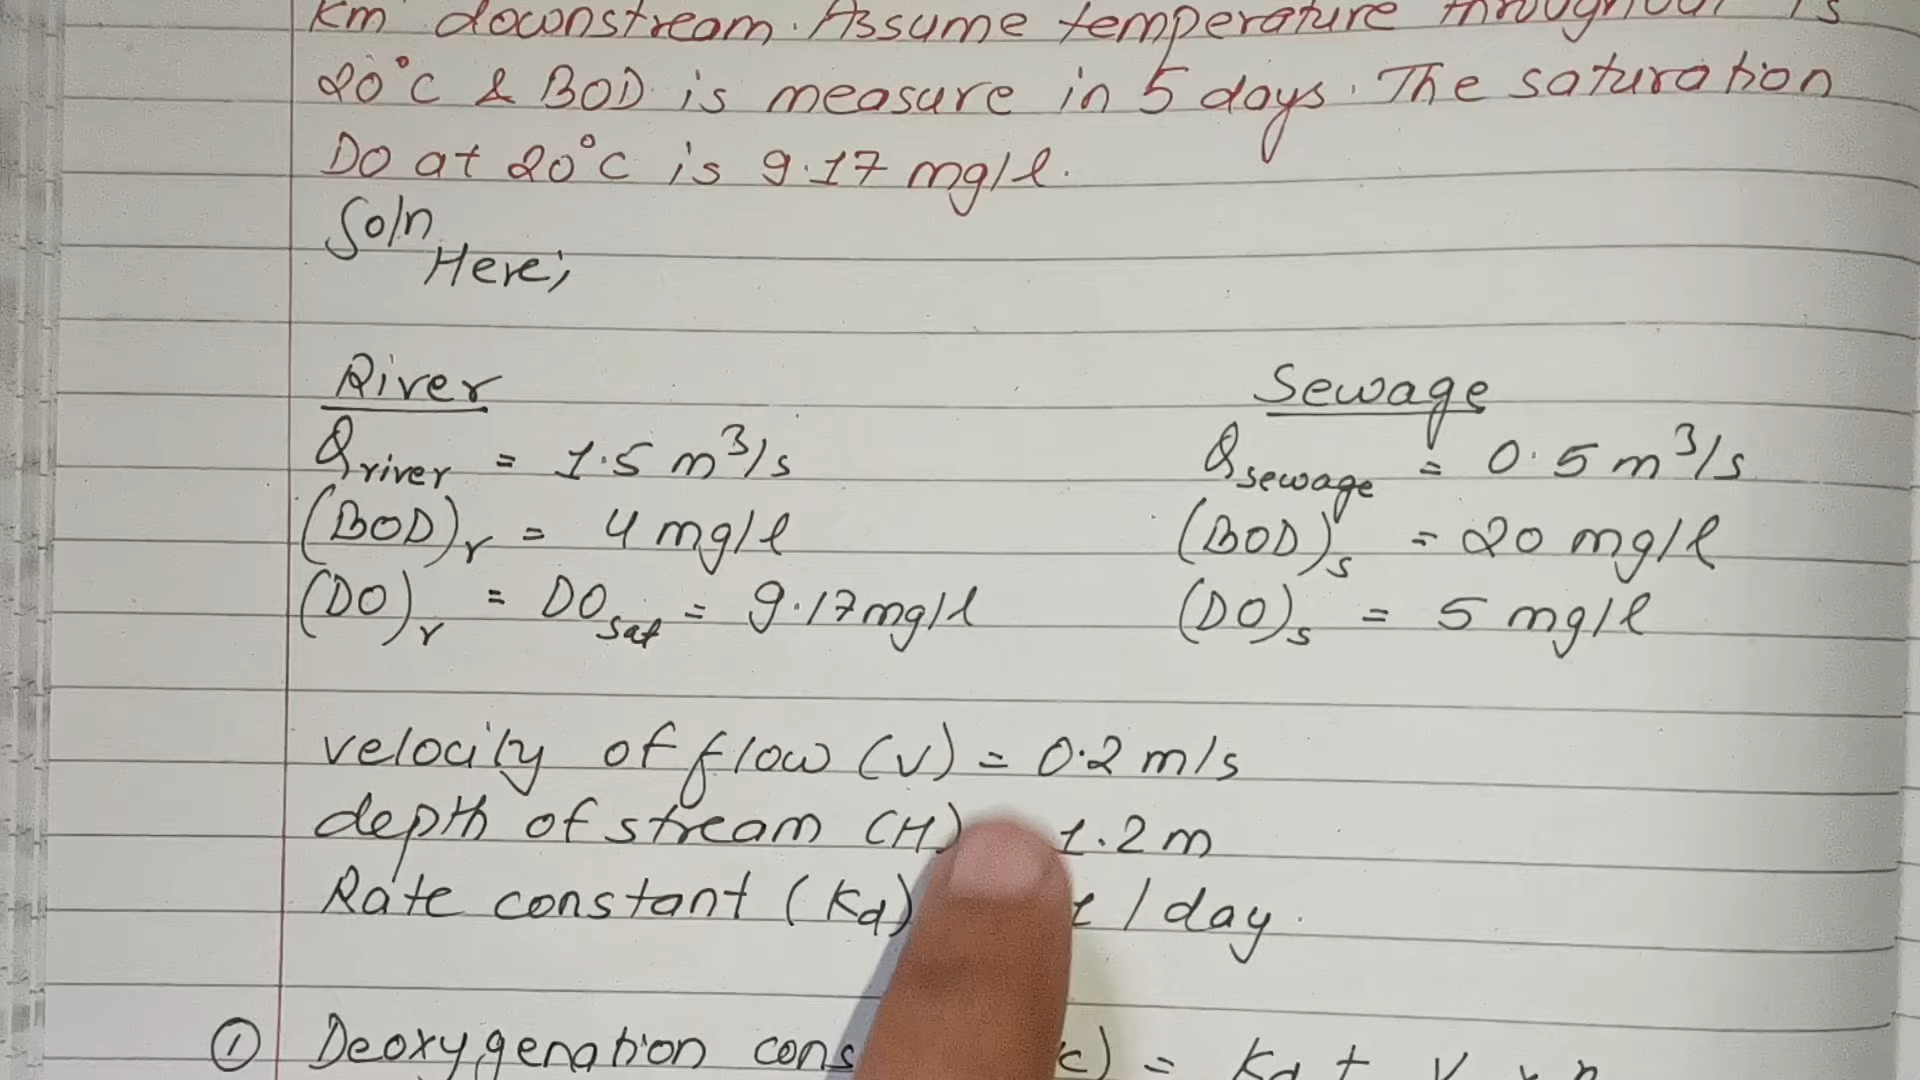 Km downstream. Assume temperature throughout is
20°C & BOD is measure in 5 days. The saturation
DO at 20°C is 9.17 mg/l.
Soln
Here;
River
Qriver = 1.5 m³/s
(BOD)r = 4 mg/l
(DO)r = DOsat = 9.17 mg/l
Sewage
Qsewage = 0.5 m³/s
(BOD)s = 20 mg/l
(DO)s = 5 mg/l
velocity of flow (v) = 0.2 m/s
depth of stream (H) 1.2 m
Rate constant (Kd) /day.
① Deoxygenation cons ) = Kd + V x n